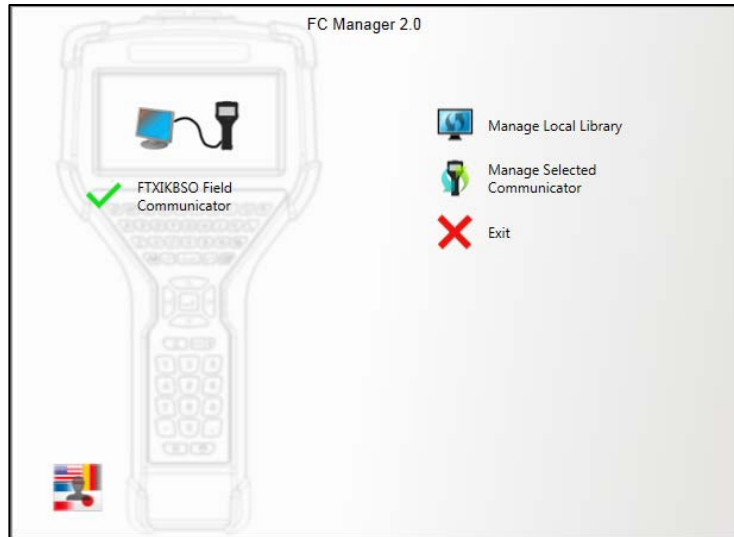 FC Manager 2.0
FTXIKBSO Field
Communicator
Manage Local Library
Manage Selected
Communicator
Exit